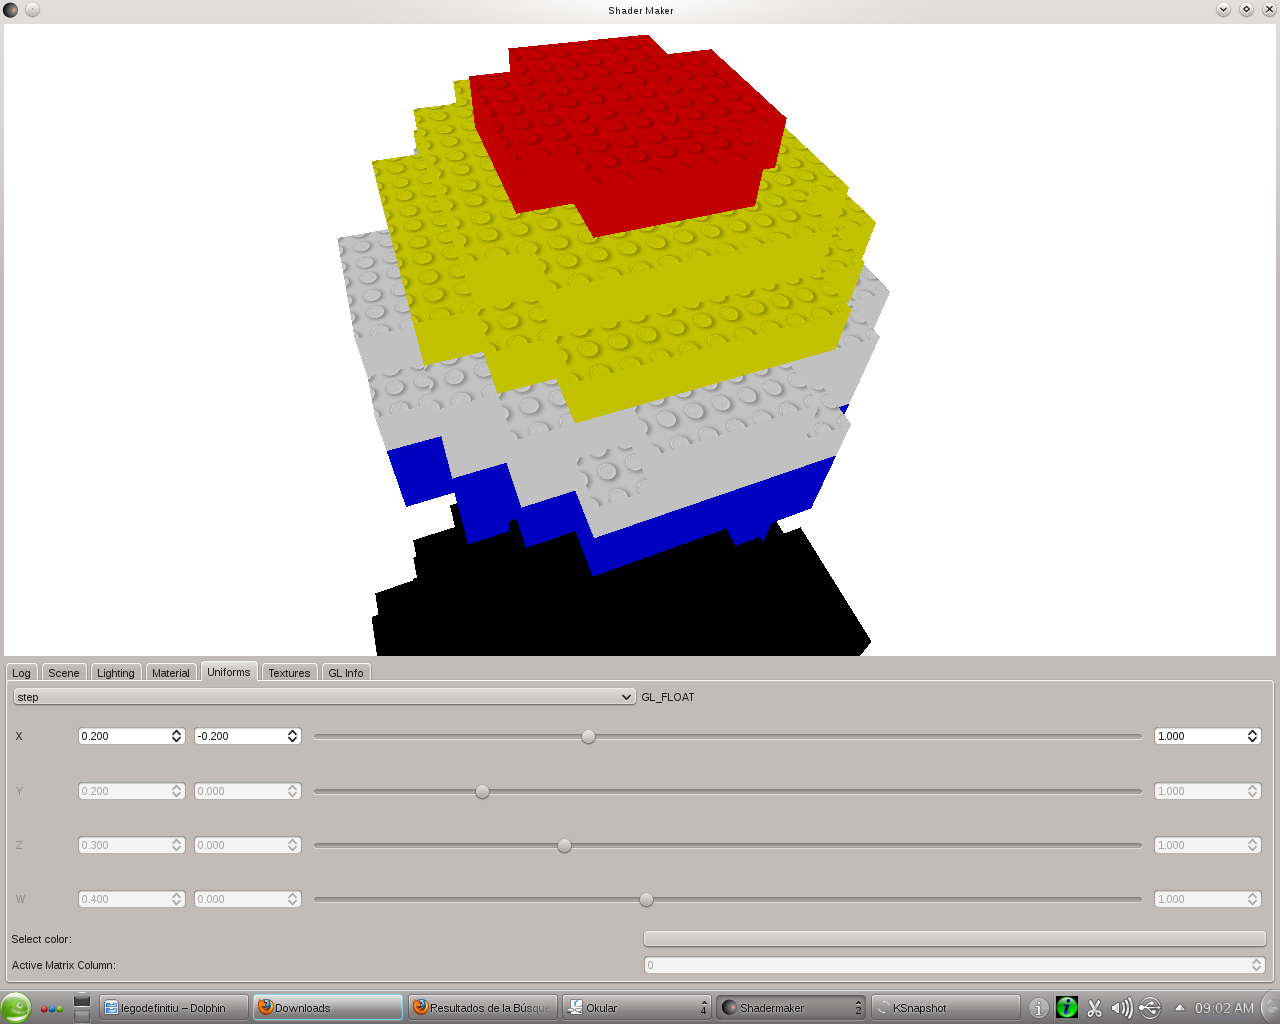 Shader Maker
Log Scene Lighting Material Uniforms Textures GL Info
step GL_FLOAT
X 0.200 -0.200 1.000
Y 0.200 0.000 1.000
Z 0.300 0.000 1.000
W 0.400 0.000 1.000
Select color:
Active Matrix Column: 0
legodefinitiu – Dolphin Downloads Resultados de la Búsqu Okular 4 Shadermaker 2 KSnapshot 09:02 AM